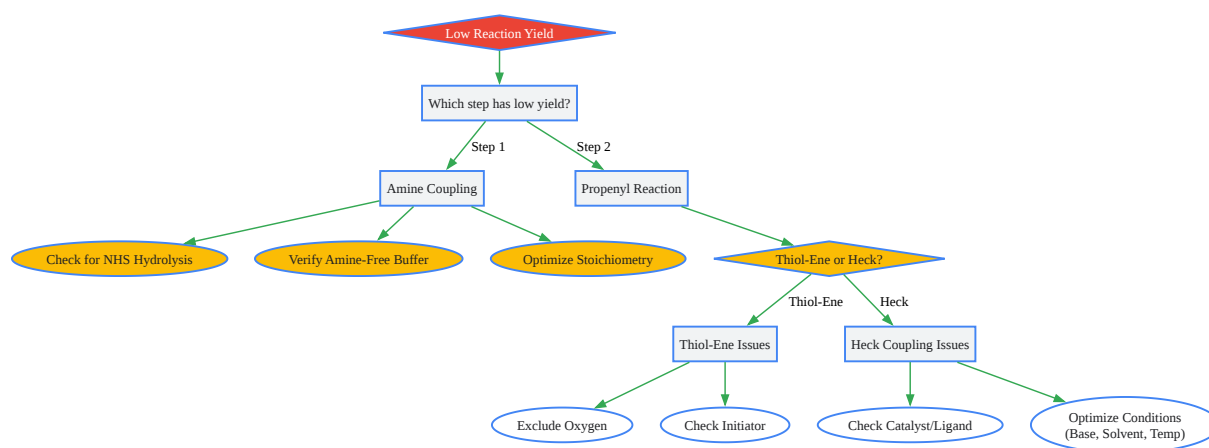 Low Reaction Yield
Which step has low yield?
Step 1
Step 2
Amine Coupling
Propenyl Reaction
Check for NHS Hydrolysis
Verify Amine-Free Buffer
Optimize Stoichiometry
Thiol-Ene or Heck?
Thiol-Ene
Heck
Thiol-Ene Issues
Heck Coupling Issues
Exclude Oxygen
Check Initiator
Check Catalyst/Ligand
Optimize Conditions
(Base, Solvent, Temp)